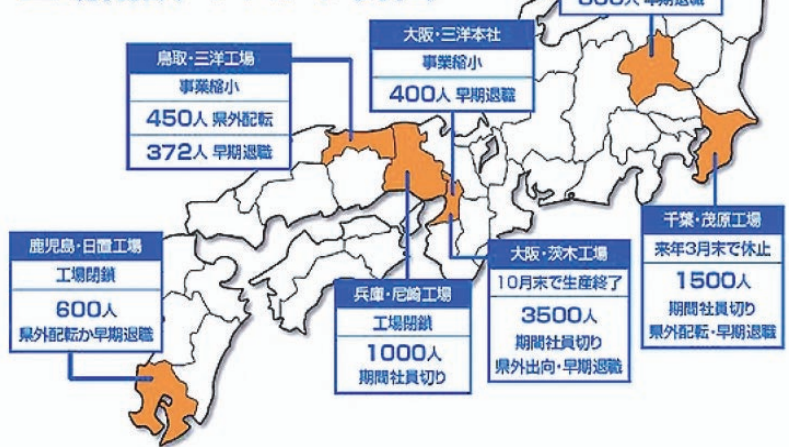 鳥取・三洋工場
事業縮小
450人 県外配転
372人 早期退職
大阪・三洋本社
事業縮小
400人 早期退職
鹿児島・日置工場
工場閉鎖
600人
県外配転か早期退職
兵庫・尼崎工場
工場閉鎖
1000人
期間社員切り
大阪・茨木工場
10月末で生産終了
3500人
期間社員切り
県外出向・早期退職
千葉・茂原工場
来年3月末で休止
1500人
期間社員切り
県外配転・早期退職